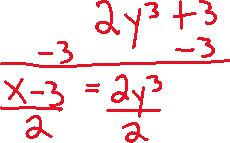 2y³ + 3
-3 -3
x-3/2 = 2y³/2